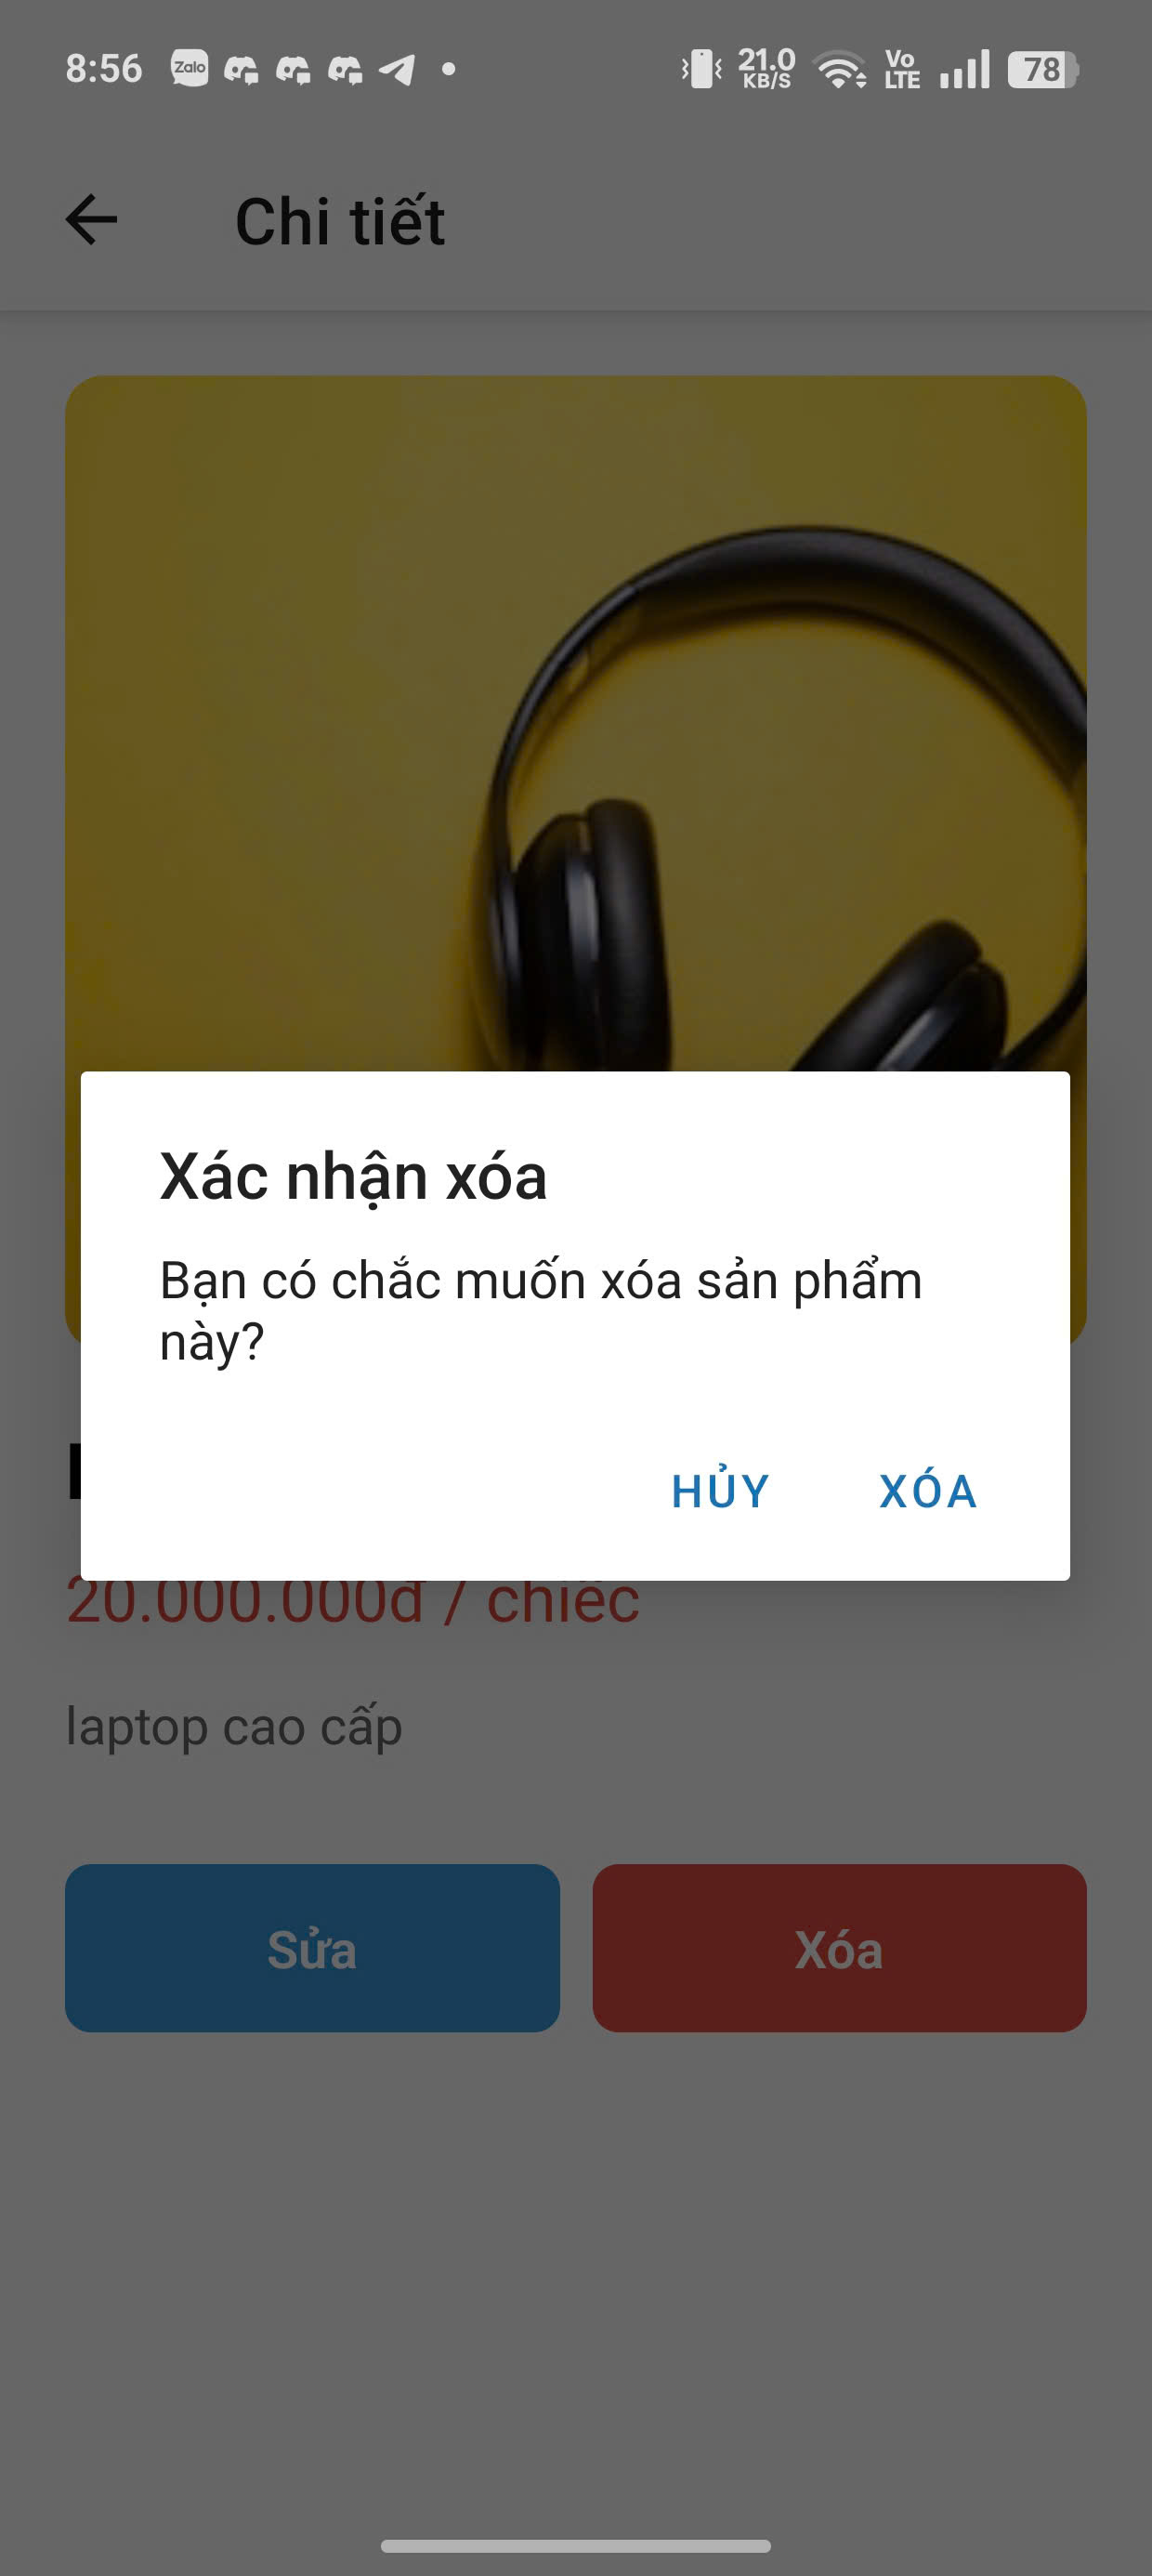 8:56 Zalo 21.0 KB/S Vo LTE 78
Chi tiết
Xác nhận xóa
Bạn có chắc muốn xóa sản phẩm
này?
HỦY XÓA
20.000.000đ / chiếc
laptop cao cấp
Sửa Xóa